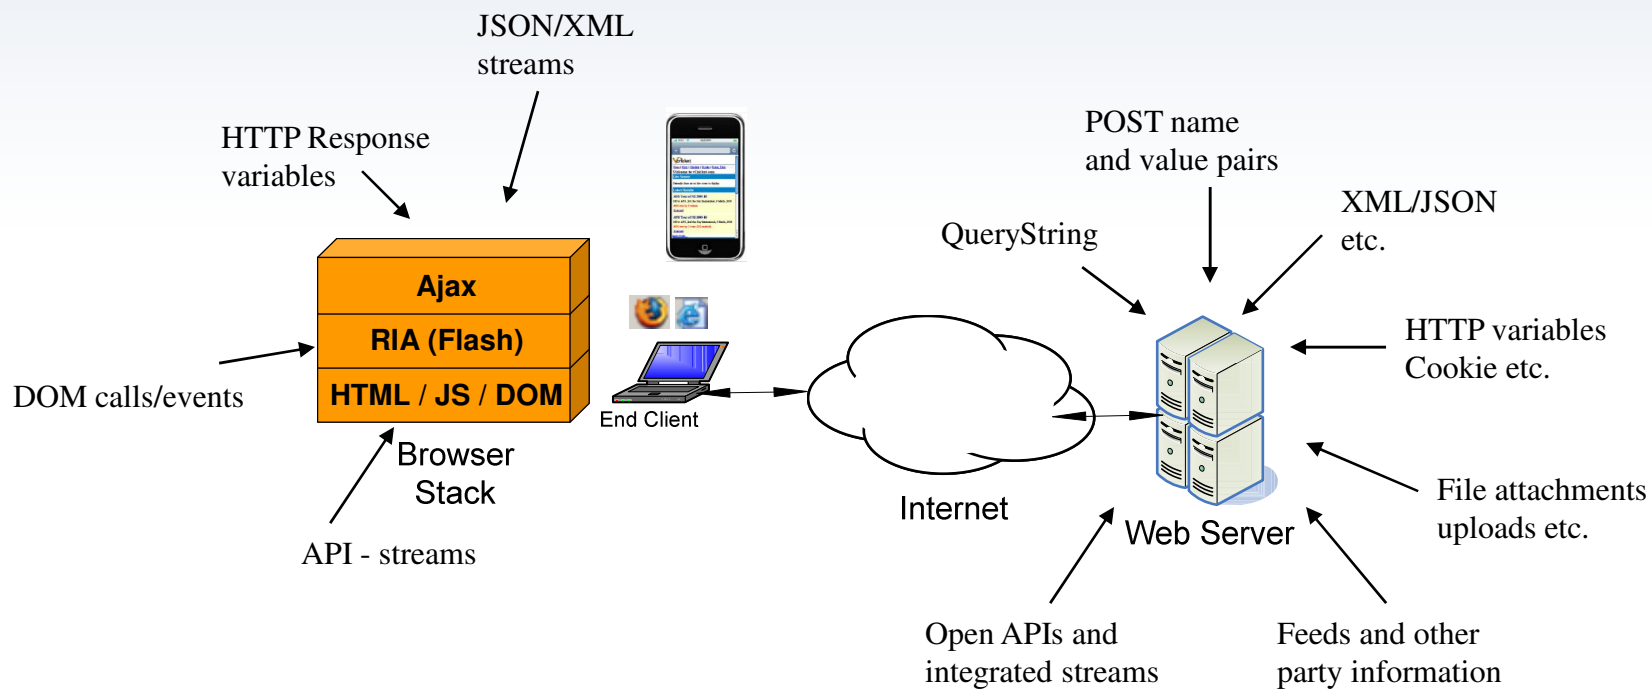 JSON/XML
streams
HTTP Response
variables
POST name
and value pairs
XML/JSON
etc.
QueryString
Ajax
RIA (Flash)
HTML / JS / DOM
HTTP variables
Cookie etc.
DOM calls/events
End Client
Browser
Stack
Internet
Web Server
File attachments
uploads etc.
API - streams
Open APIs and
integrated streams
Feeds and other
party information